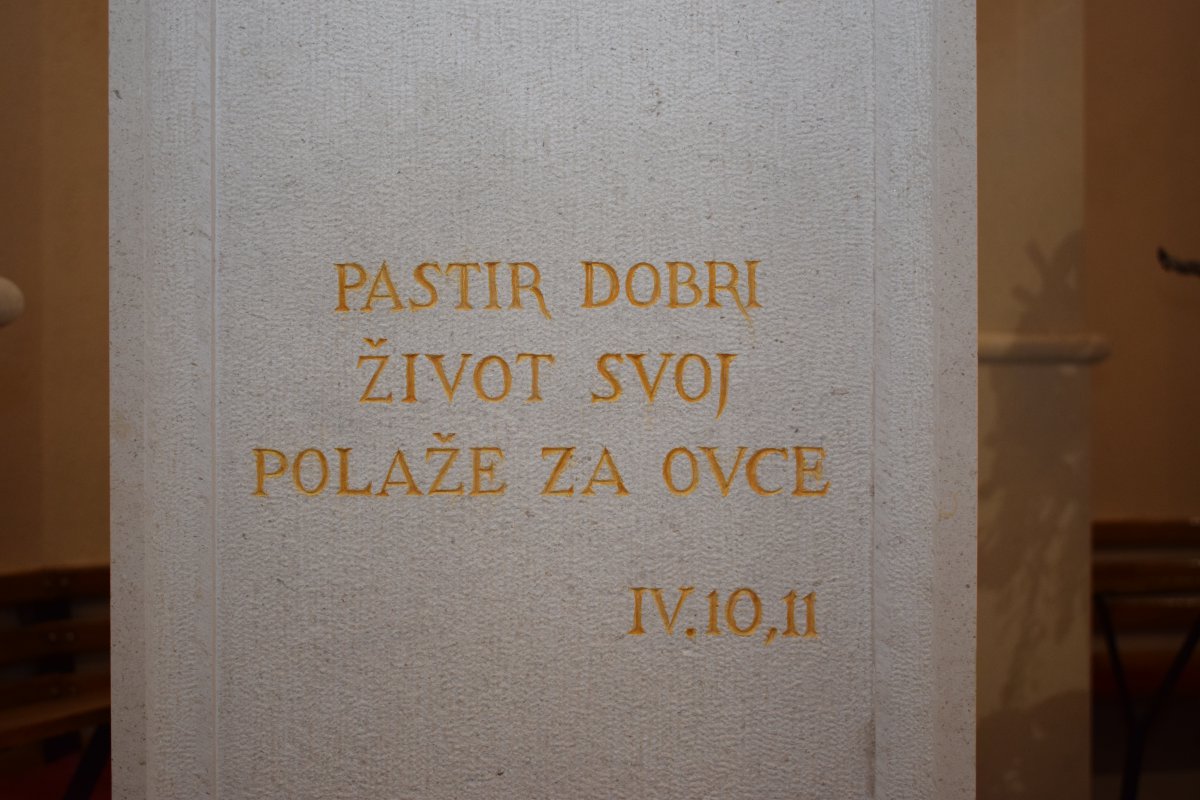 PASTIR DOBRI
ŽIVOT SVOJ
POLAŽE ZA OVCE
IV.10,11